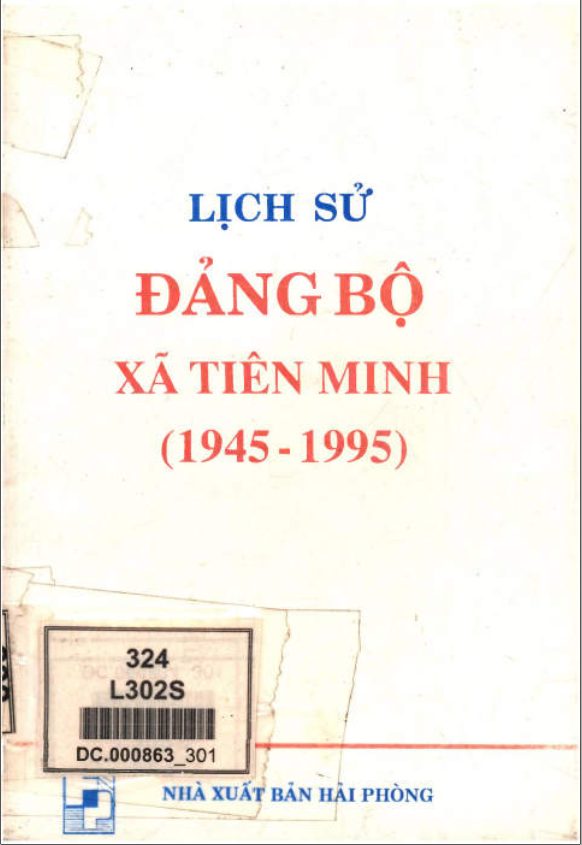 LỊCH SỬ
ĐẢNG BỘ
XÃ TIÊN MINH
(1945 - 1995)
324
L302S
DC.000863_301
NHÀ XUẤT BẢN HẢI PHÒNG